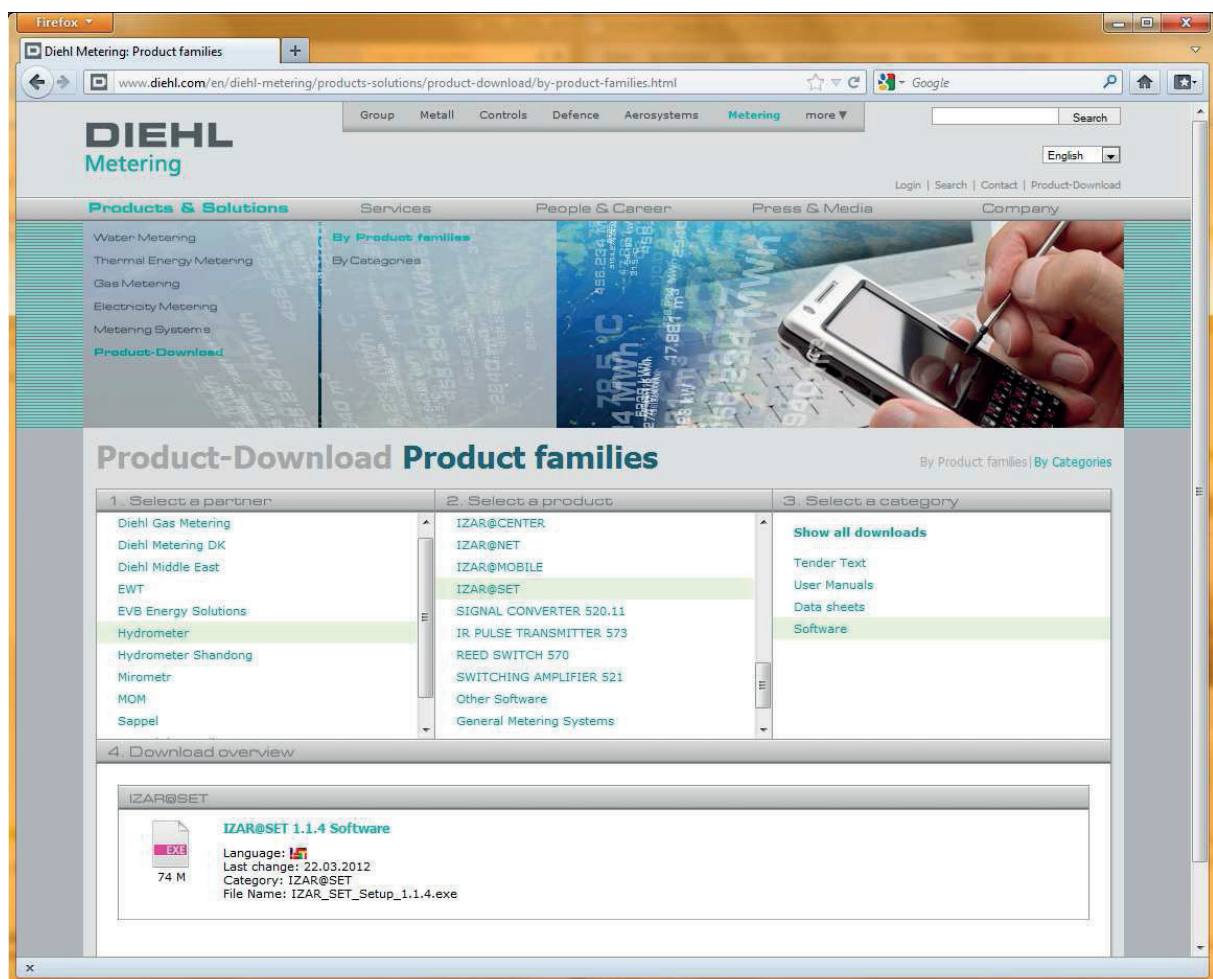 Firefox
Diehl Metering: Product families
www.diehl.com/en/diehl-metering/products-solutions/product-download/by-product-families.html
Google
Group Metall Controls Defence Aerosystems Metering more
Search
DIEHL
Metering
English
Login | Search | Contact | Product-Download
Products & Solutions Services People & Career Press & Media Company
Water Metering
Thermal Energy Metering
Gas Metering
Electricity Metering
Metering Systems
Product-Download
By Product families
By Categories
Product-Download Product families
By Product families | By Categories
1. Select a partner
Diehl Gas Metering
Diehl Metering DK
Diehl Middle East
EWT
EVB Energy Solutions
Hydrometer
Hydrometer Shandong
Mirometr
MOM
Sappel
2. Select a product
IZAR@CENTER
IZAR@NET
IZAR@MOBILE
IZAR@SET
SIGNAL CONVERTER 520.11
IR PULSE TRANSMITTER 573
REED SWITCH 570
SWITCHING AMPLIFIER 521
Other Software
General Metering Systems
3. Select a category
Show all downloads
Tender Text
User Manuals
Data sheets
Software
4. Download overview
IZAR@SET
EXE
74 M
IZAR@SET 1.1.4 Software
Language:
Last change: 22.03.2012
Category: IZAR@SET
File Name: IZAR_SET_Setup_1.1.4.exe